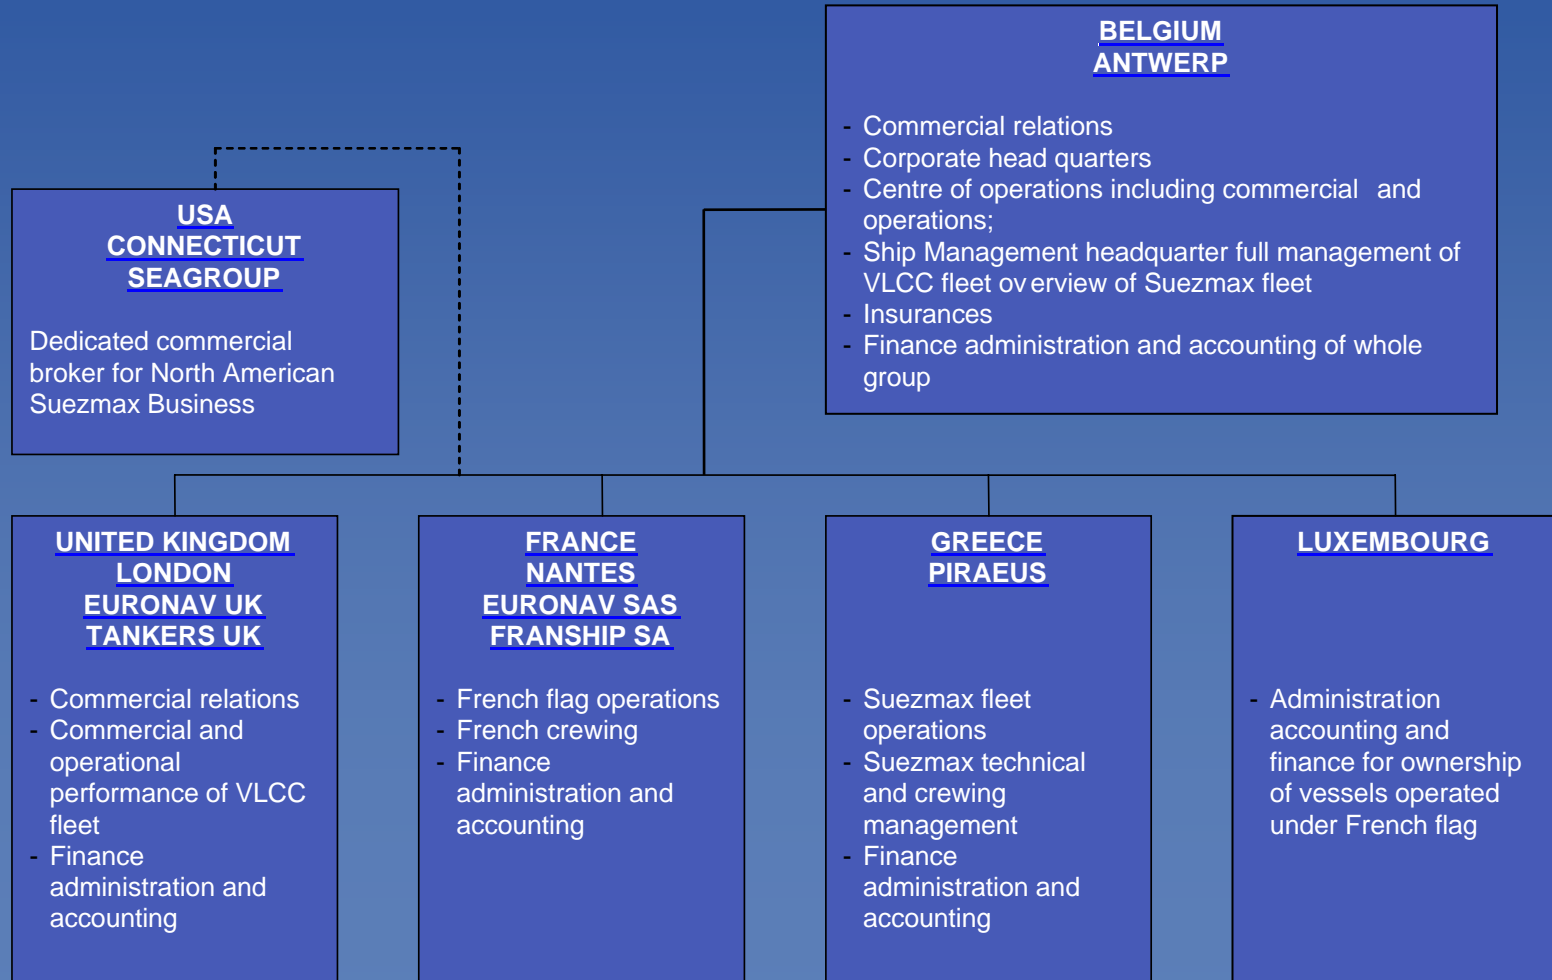 BELGIUM
ANTWERP
- Commercial relations
- Corporate head quarters
- Centre of operations including commercial and
operations;
- Ship Management headquarter full management of
VLCC fleet ov erview of Suezmax fleet
- Insurances
- Finance administration and accounting of whole
group
USA
CONNECTICUT
SEAGROUP
Dedicated commercial
broker for North American
Suezmax Business
UNITED KINGDOM
LONDON
EURONAV UK
TANKERS UK
- Commercial relations
- Commercial and
operational
performance of VLCC
fleet
- Finance
administration and
accounting
FRANCE
NANTES
EURONAV SAS
FRANSHIP SA
- French flag operations
- French crewing
- Finance
administration and
accounting
GREECE
PIRAEUS
- Suezmax fleet
operations
- Suezmax technical
and crewing
management
- Finance
administration and
accounting
LUXEMBOURG
- Administration
accounting and
finance for ownership
of vessels operated
under French flag